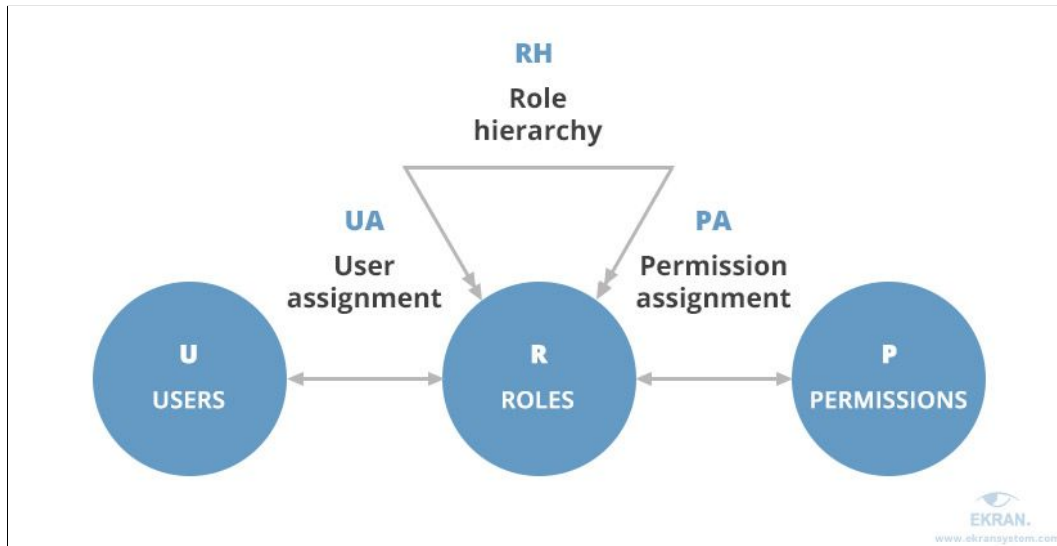 RH
Role
hierarchy
UA
User
assignment
PA
Permission
assignment
U
USERS
R
ROLES
P
PERMISSIONS
EKRAN.
www.ekransystem.com